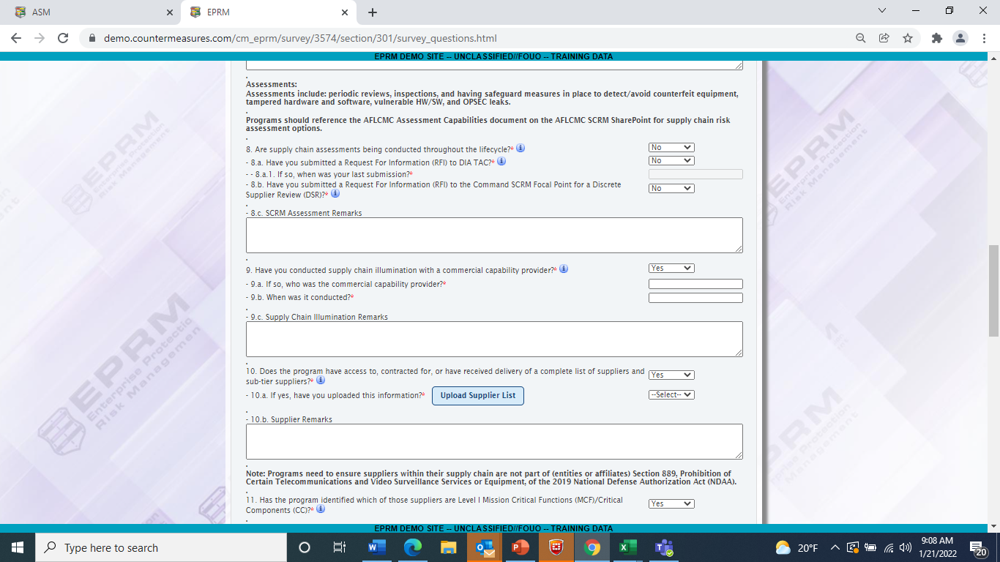 ASM
EPRM
demo.countermeasures.com/cm_eprm/survey/3574/section/301/survey_questions.html
EPRM DEMO SITE -- UNCLASSIFIED//FOUO -- TRAINING DATA
Assessments:
Assessments include: periodic reviews, inspections, and having safeguard measures in place to detect/avoid counterfeit equipment,
tampered hardware and software, vulnerable HW/SW, and OPSEC leaks.
Programs should reference the AFLCMC Assessment Capabilities document on the AFLCMC SCRM SharePoint for supply chain risk
assessment options.
8. Are supply chain assessments being conducted throughout the lifecycle?* No
- 8.a. Have you submitted a Request For Information (RFI) to DIA TAC?* No
- - 8.a.1. If so, when was your last submission?*
- 8.b. Have you submitted a Request For Information (RFI) to the Command SCRM Focal Point for a Discrete
Supplier Review (DSR)?* No
- 8.c. SCRM Assessment Remarks
9. Have you conducted supply chain illumination with a commercial capability provider?* Yes
- 9.a. If so, who was the commercial capability provider?*
- 9.b. When was it conducted?*
- 9.c. Supply Chain Illumination Remarks
10. Does the program have access to, contracted for, or have received delivery of a complete list of suppliers and
sub-tier suppliers?* Yes
- 10.a. If yes, have you uploaded this information?* Upload Supplier List --Select--
- 10.b. Supplier Remarks
Note: Programs need to ensure suppliers within their supply chain are not part of (entities or affiliates) Section 889, Prohibition of
Certain Telecommunications and Video Surveillance Services or Equipment, of the 2019 National Defense Authorization Act (NDAA).
11. Has the program identified which of those suppliers are Level I Mission Critical Functions (MCF)/Critical
Components (CC)?* Yes
EPRM DEMO SITE -- UNCLASSIFIED//FOUO -- TRAINING DATA
EPRM
Enterprise Protection
Risk Management
Type here to search
20°F
9:08 AM
1/21/2022
20